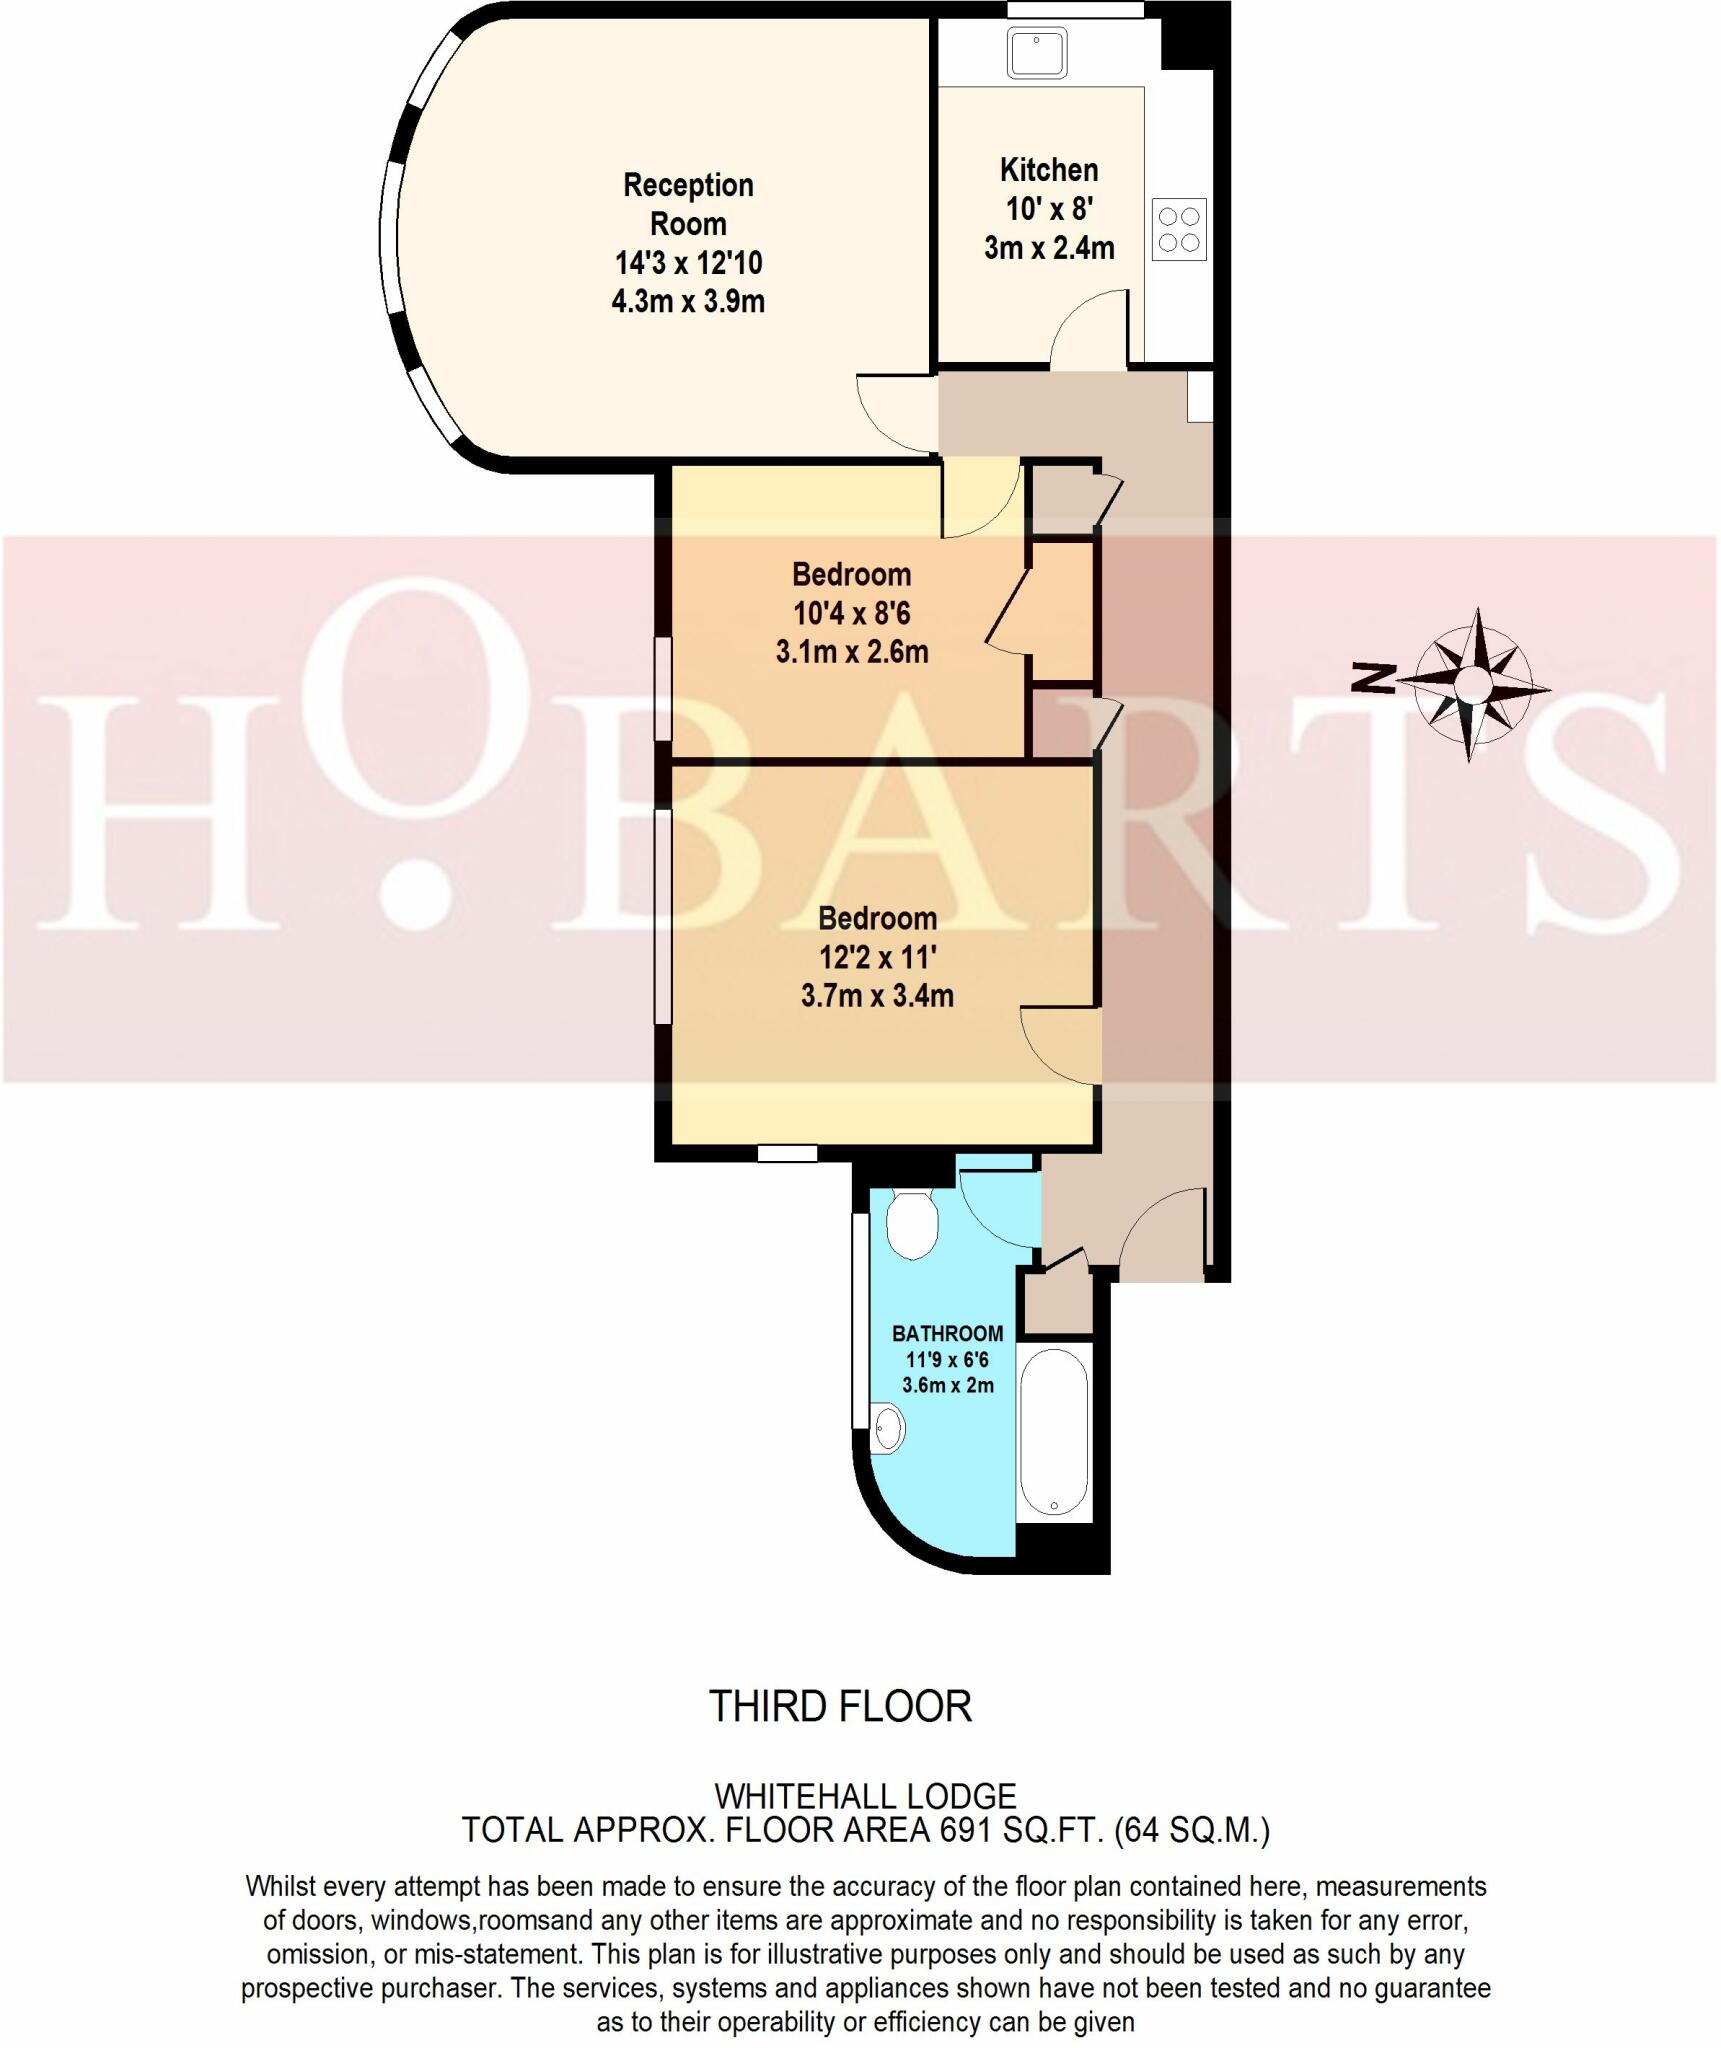 Reception
Room
14'3 x 12'10
4.3m x 3.9m
Kitchen
10' x 8'
3m x 2.4m
Bedroom
10'4 x 8'6
3.1m x 2.6m
N
HOBARTS
Bedroom
12'2 x 11'
3.7m x 3.4m
BATHROOM
11'9 x 6'6
3.6m x 2m
THIRD FLOOR
WHITEHALL LODGE
TOTAL APPROX. FLOOR AREA 691 SQ.FT. (64 SQ.M.)
Whilst every attempt has been made to ensure the accuracy of the floor plan contained here, measurements
of doors, windows,roomsand any other items are approximate and no responsibility is taken for any error,
omission, or mis-statement. This plan is for illustrative purposes only and should be used as such by any
prospective purchaser. The services, systems and appliances shown have not been tested and no guarantee
as to their operability or efficiency can be given